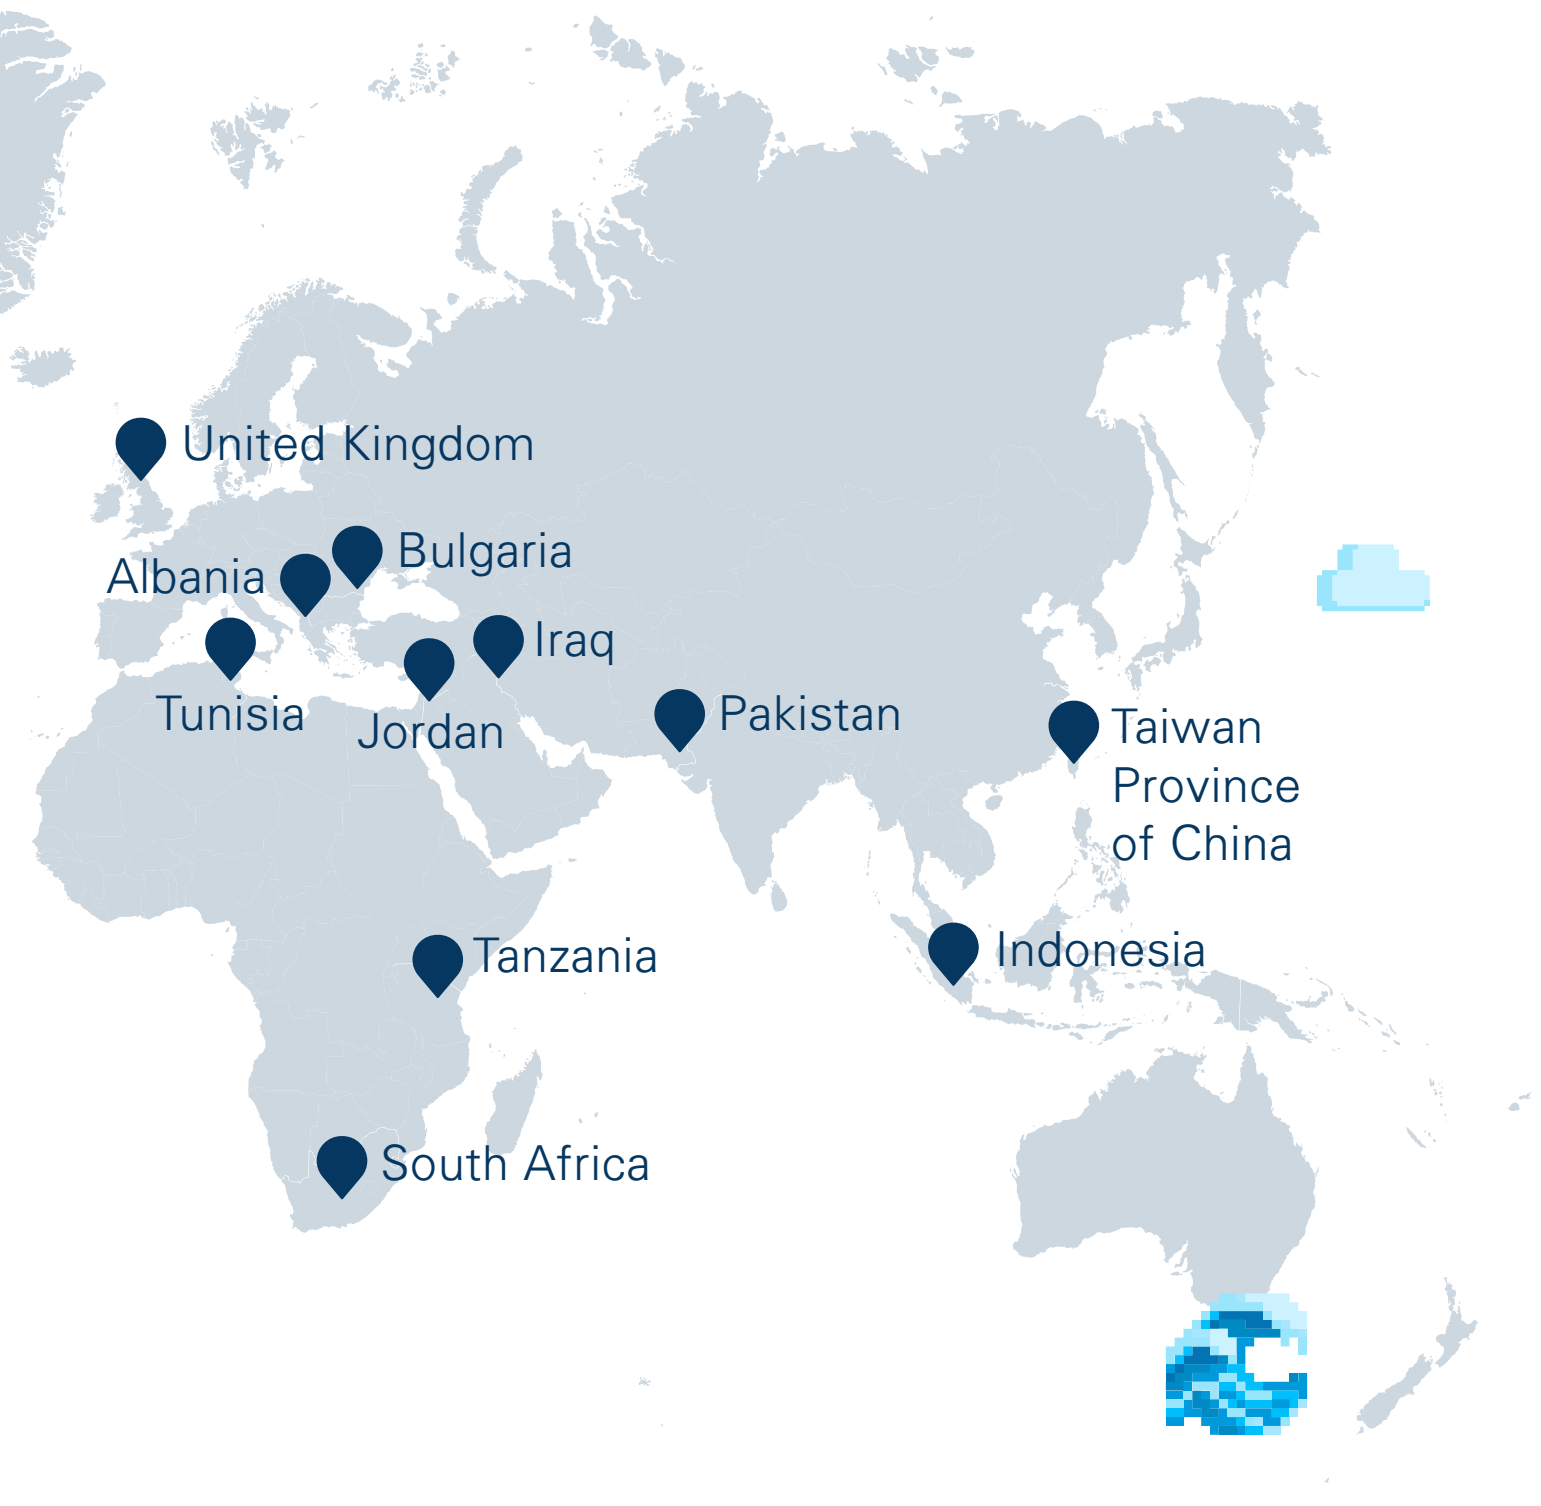 United Kingdom
Bulgaria
Albania
Iraq
Tunisia
Jordan
Pakistan
Taiwan
Province
of China
Tanzania
Indonesia
South Africa